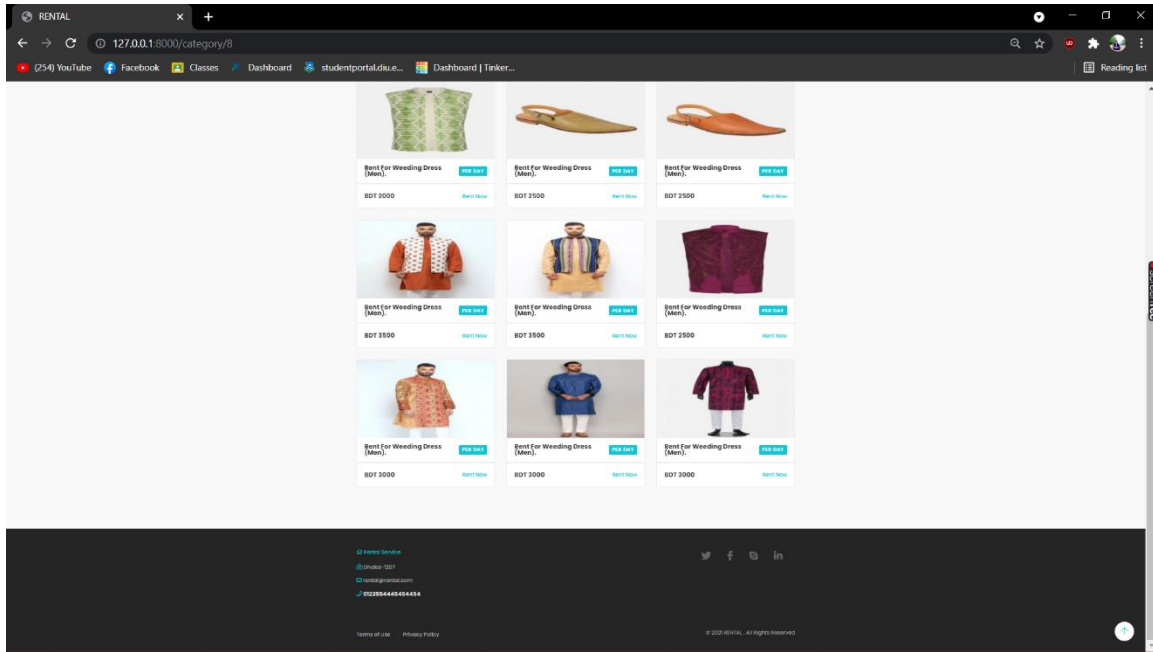 RENTAL
127.0.0.1:8000/category/8
(254) YouTube Facebook Classes Dashboard studentportal.diu.e... Dashboard | Tinker... Reading list
Rent For Weeding Dress (Men). PER DAY
BDT 2000 Rent Now
Rent For Weeding Dress (Men). PER DAY
BDT 2500 Rent Now
Rent For Weeding Dress (Men). PER DAY
BDT 2500 Rent Now
Rent For Weeding Dress (Men). PER DAY
BDT 3500 Rent Now
Rent For Weeding Dress (Men). PER DAY
BDT 3500 Rent Now
Rent For Weeding Dress (Men). PER DAY
BDT 2500 Rent Now
Rent For Weeding Dress (Men). PER DAY
BDT 3000 Rent Now
Rent For Weeding Dress (Men). PER DAY
BDT 3000 Rent Now
Rent For Weeding Dress (Men). PER DAY
BDT 3000 Rent Now
Rental Service
Dhaka-1207
rental@rental.com
Terms of Use Privacy Policy
© 2021 RENTAL . All Rights Reserved